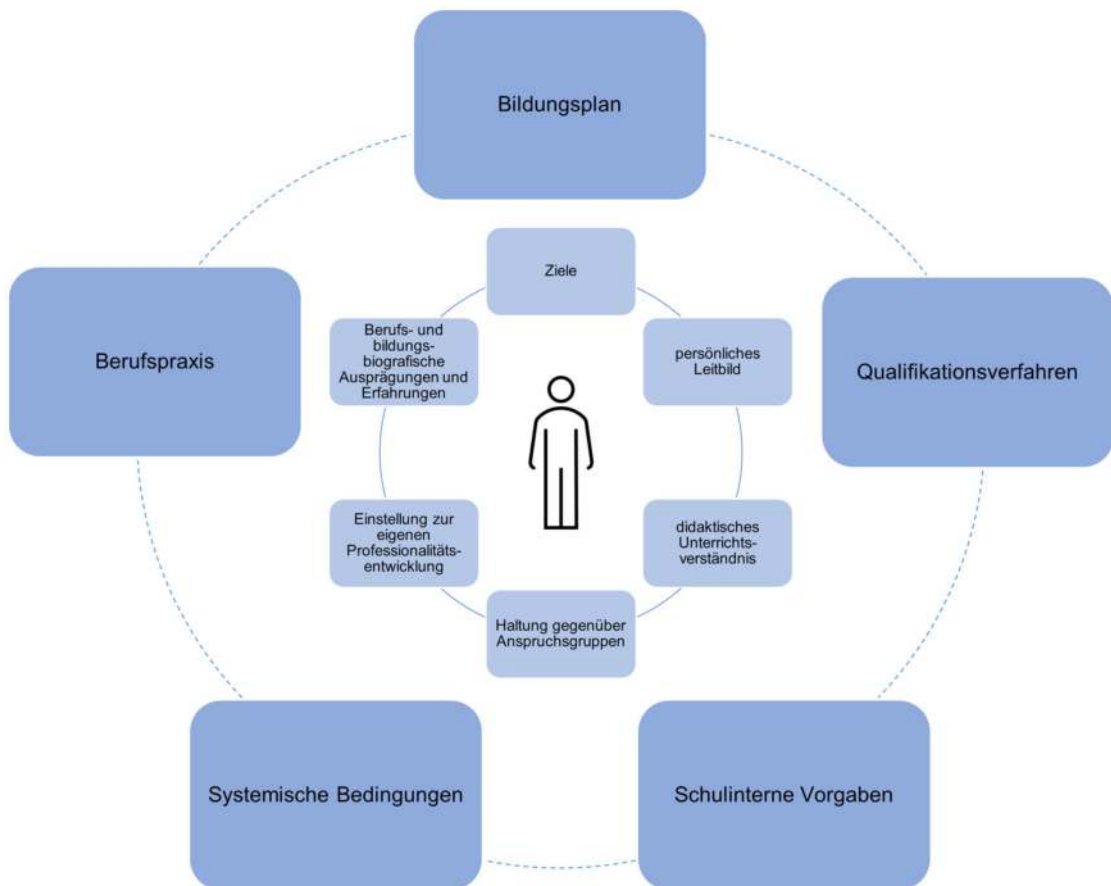 Bildungsplan
Ziele
Berufs- und
bildungs-
biografische
Ausprägungen und
Erfahrungen
persönliches
Leitbild
Berufspraxis
Qualifikationsverfahren
Einstellung zur
eigenen
Professionalitäts-
entwicklung
didaktisches
Unterrichts-
verständnis
Haltung gegenüber
Anspruchsgruppen
Systemische Bedingungen
Schulinterne Vorgaben